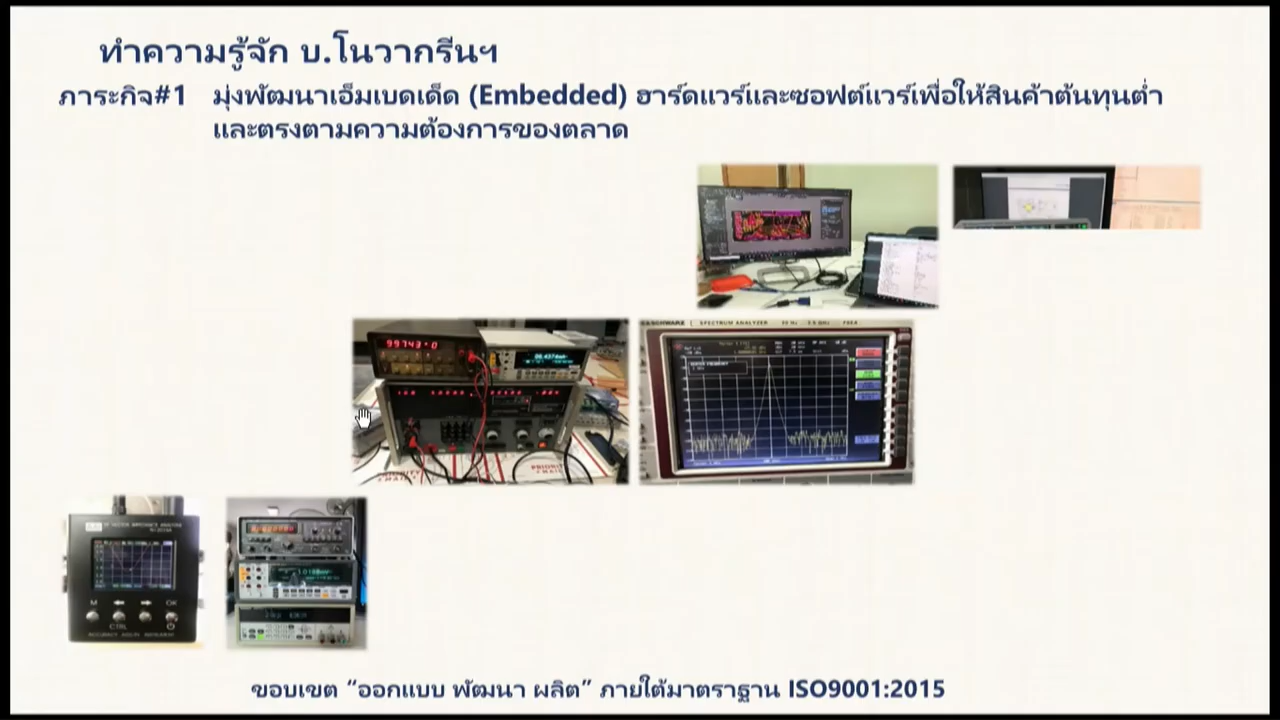 ทำความรู้จัก บ.โนวากรีนฯ
ภาระกิจ#1 มุ่งพัฒนาเอ็มเบดเด็ด (Embedded) ฮาร์ดแวร์และซอฟต์แวร์เพื่อให้สินค้าต้นทุนต่ำ
และตรงตามความต้องการของตลาด
SPECTRUM ANALYZER
99743
PRIORITY
M
OK
CTRL
ขอบเขต “ออกแบบ พัฒนา ผลิต” ภายใต้มาตราฐาน ISO9001:2015